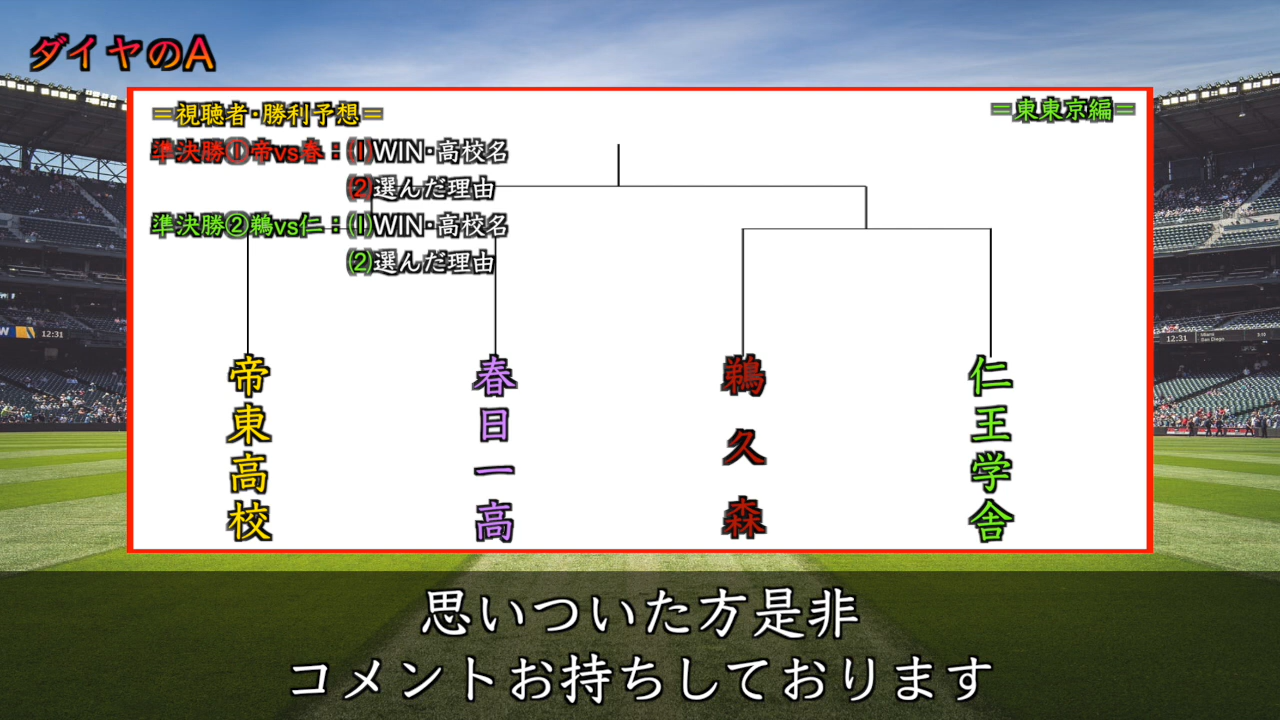 ダイヤのA
＝視聴者・勝利予想＝
＝東東京編＝
準決勝①帝vs春：⑴WIN・高校名
⑵選んだ理由
準決勝②鵜vs仁：⑴WIN・高校名
⑵選んだ理由
12:31
12:31
帝東高校
春日一高
鵜久森
仁王学舎
思いついた方是非
コメントお持ちしております